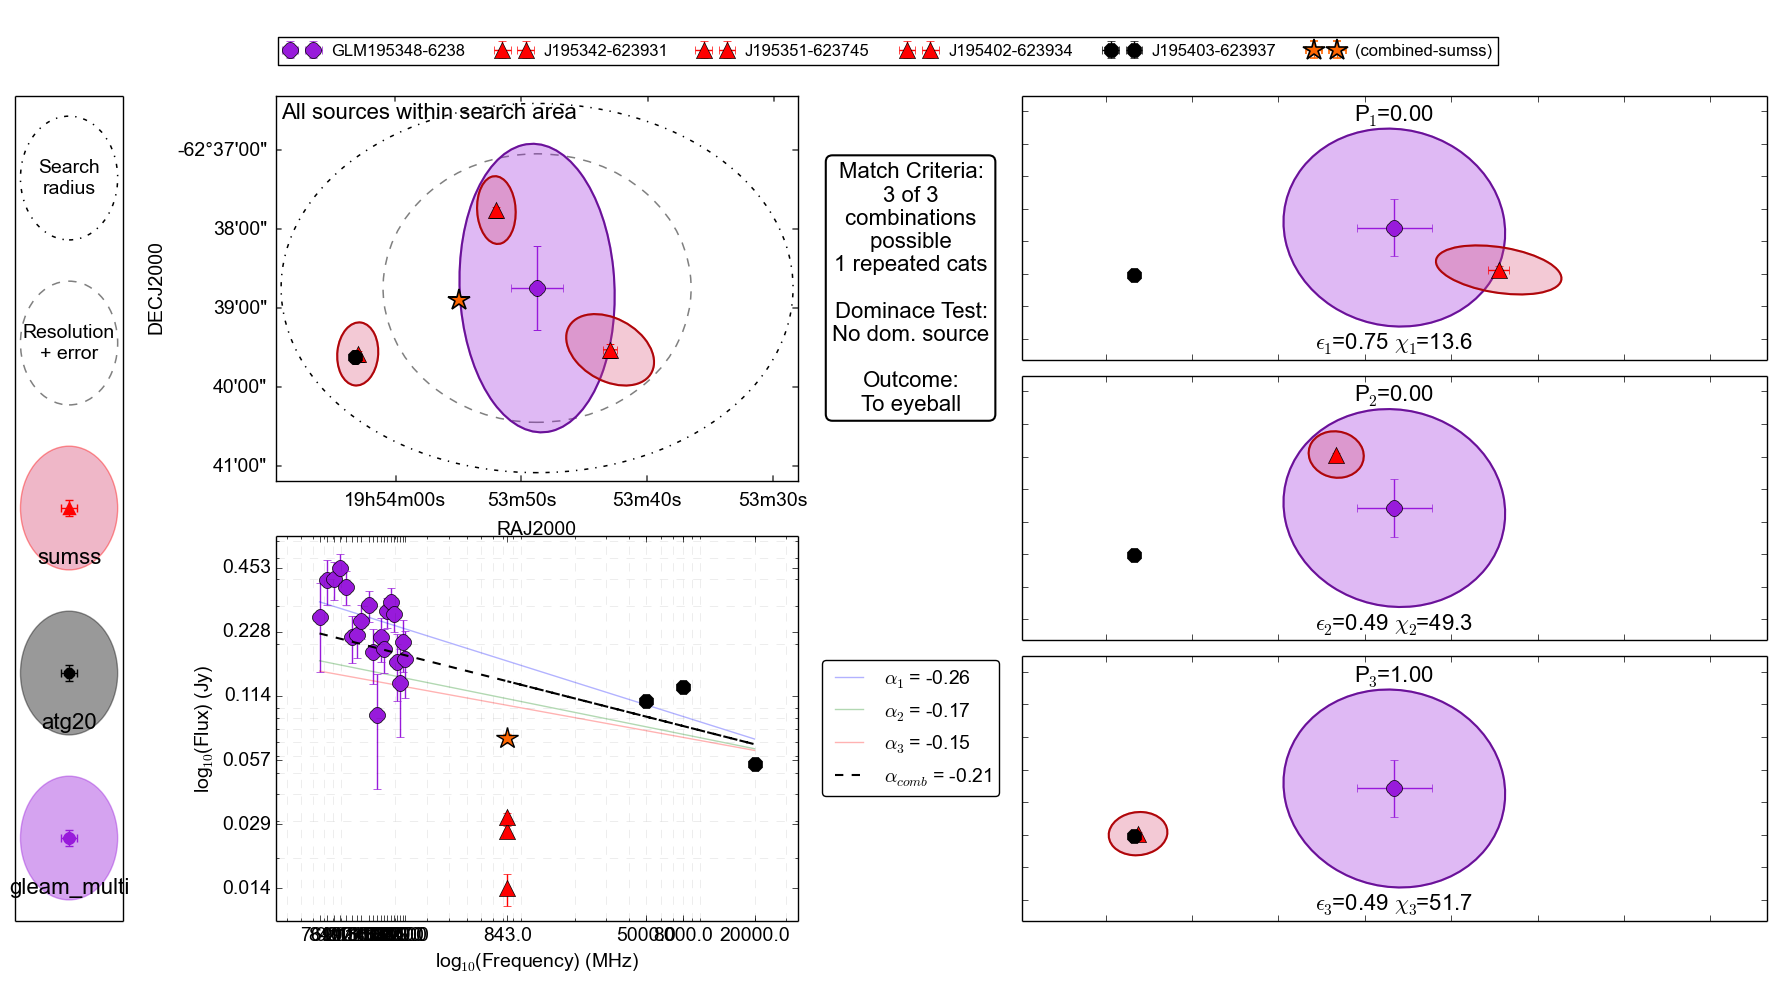 GLM195348-6238 J195342-623931 J195351-623745 J195402-623934 J195403-623937 (combined-sumss)
Search
radius
Resolution
+ error
sumss
atg20
gleam_multi
All sources within search area
DECJ2000
-62°37'00"
38'00"
39'00"
40'00"
41'00"
19h54m00s 53m50s 53m40s 53m30s
RAJ2000
log10(Flux) (Jy)
0.453
0.228
0.114
0.057
0.029
0.014
843.0 5000.0 8000.0 20000.0
log10(Frequency) (MHz)
Match Criteria:
3 of 3
combinations
possible
1 repeated cats
Dominace Test:
No dom. source
Outcome:
To eyeball
α1 = -0.26
α2 = -0.17
α3 = -0.15
αcomb = -0.21
P1=0.00
ϵ1=0.75 χ1=13.6
P2=0.00
ϵ2=0.49 χ2=49.3
P3=1.00
ϵ3=0.49 χ3=51.7